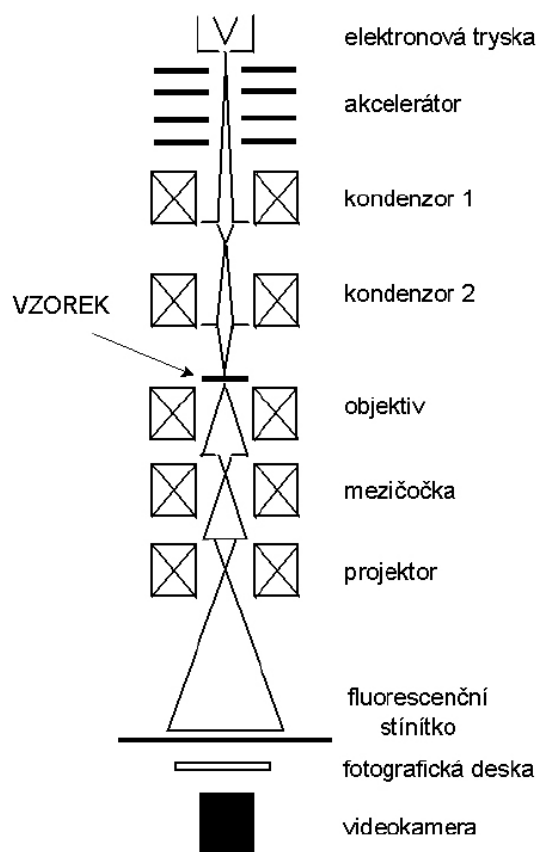 elektronová tryska
akcelerátor
kondenzor 1
kondenzor 2
VZOREK
objektiv
mezičočka
projektor
fluorescenční
stínítko
fotografická deska
videokamera